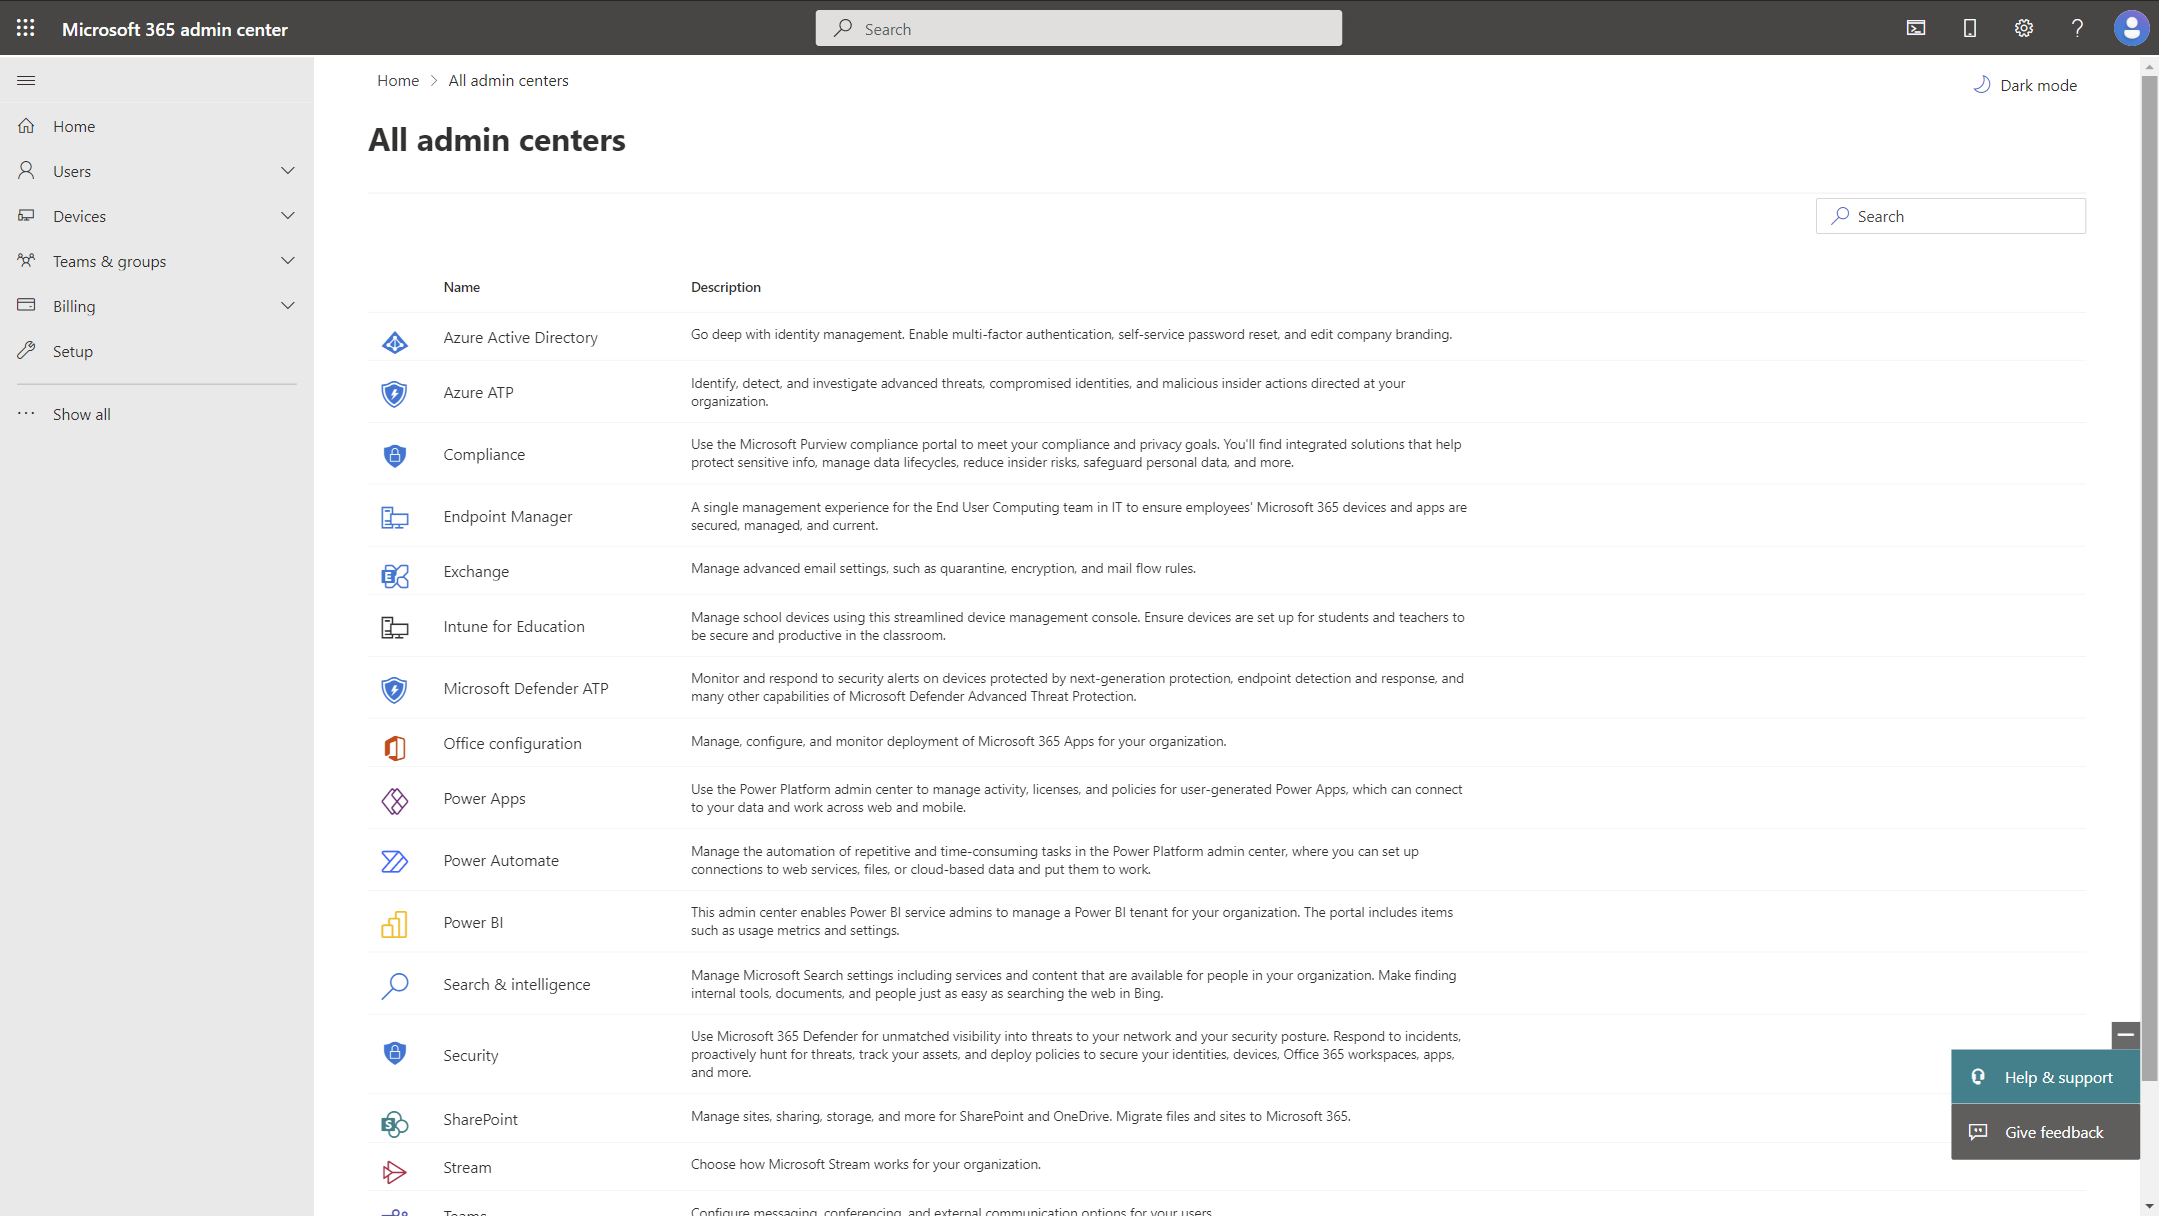 Microsoft 365 admin center
Search
Home
Users
Devices
Teams & groups
Billing
Setup
Show all
Home > All admin centers
Dark mode
All admin centers
Search
Name Description
Azure Active Directory
Go deep with identity management. Enable multi-factor authentication, self-service password reset, and edit company branding.
Azure ATP
Identify, detect, and investigate advanced threats, compromised identities, and malicious insider actions directed at your
organization.
Compliance
Use the Microsoft Purview compliance portal to meet your compliance and privacy goals. You'll find integrated solutions that help
protect sensitive info, manage data lifecycles, reduce insider risks, safeguard personal data, and more.
Endpoint Manager
A single management experience for the End User Computing team in IT to ensure employees' Microsoft 365 devices and apps are
secured, managed, and current.
Exchange
Manage advanced email settings, such as quarantine, encryption, and mail flow rules.
Intune for Education
Manage school devices using this streamlined device management console. Ensure devices are set up for students and teachers to
be secure and productive in the classroom.
Microsoft Defender ATP
Monitor and respond to security alerts on devices protected by next-generation protection, endpoint detection and response, and
many other capabilities of Microsoft Defender Advanced Threat Protection.
Office configuration
Manage, configure, and monitor deployment of Microsoft 365 Apps for your organization.
Power Apps
Use the Power Platform admin center to manage activity, licenses, and policies for user-generated Power Apps, which can connect
to your data and work across web and mobile.
Power Automate
Manage the automation of repetitive and time-consuming tasks in the Power Platform admin center, where you can set up
connections to web services, files, or cloud-based data and put them to work.
Power BI
This admin center enables Power BI service admins to manage a Power BI tenant for your organization. The portal includes items
such as usage metrics and settings.
Search & intelligence
Manage Microsoft Search settings including services and content that are available for people in your organization. Make finding
internal tools, documents, and people just as easy as searching the web in Bing.
Security
Use Microsoft 365 Defender for unmatched visibility into threats to your network and your security posture. Respond to incidents,
proactively hunt for threats, track your assets, and deploy policies to secure your identities, devices, Office 365 workspaces, apps,
and more.
SharePoint
Manage sites, sharing, storage, and more for SharePoint and OneDrive. Migrate files and sites to Microsoft 365.
Stream
Choose how Microsoft Stream works for your organization.
Teams
Configure messaging, conferencing, and external communication options for your users.
Help & support
Give feedback